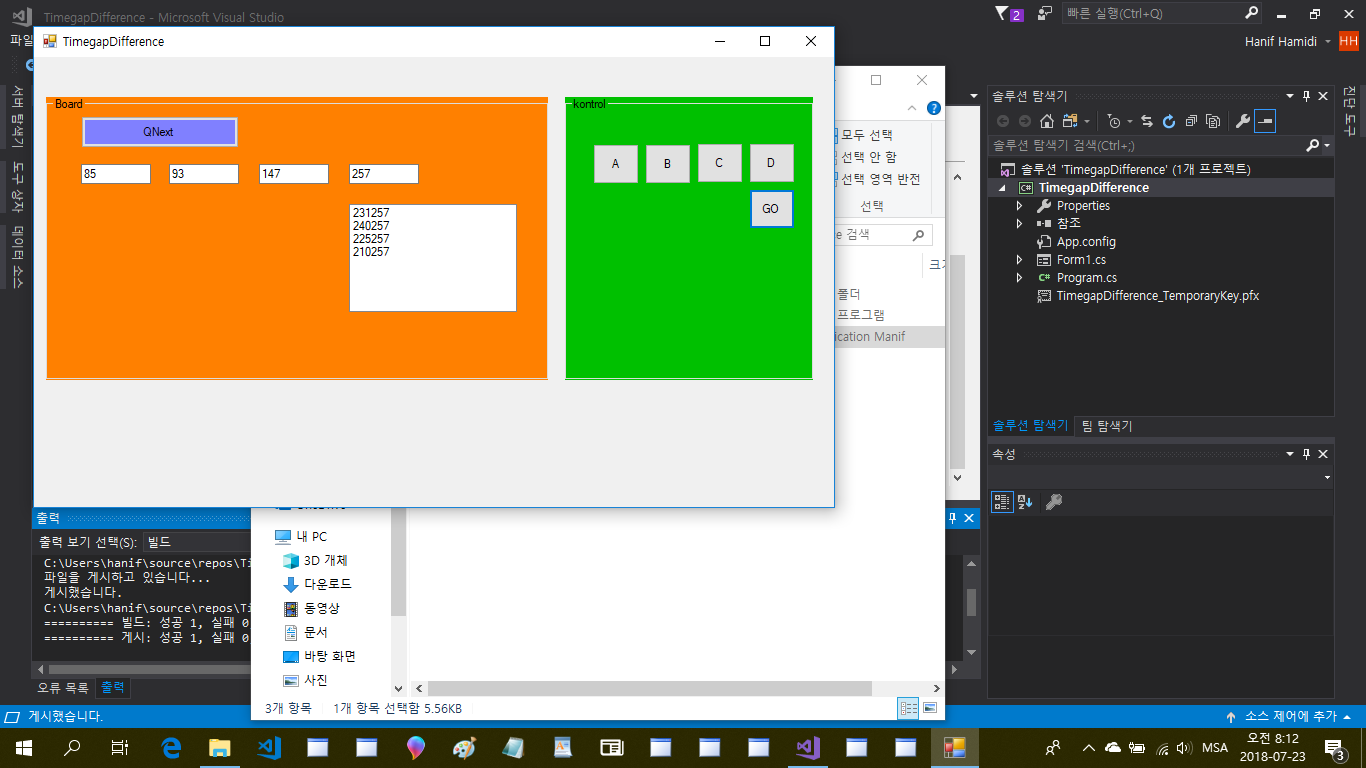 TimegapDifference - Microsoft Visual Studio
2
빠른 실행(Ctrl+Q)
파일
Hanif Hamidi
HH
TimegapDifference
Board
QNext
85 93 147 257
231257
240257
225257
210257
kontrol
A B C D
GO
모두 선택
선택 안 함
선택 영역 반전
선택
검색
폴더
프로그램
ication Manif
서버 탐색기
도구 상자
데이터 소스
진단 도구
솔루션 탐색기
솔루션 탐색기 검색(Ctrl+;)
솔루션 'TimegapDifference' (1개 프로젝트)
TimegapDifference
Properties
참조
App.config
Form1.cs
Program.cs
TimegapDifference_TemporaryKey.pfx
솔루션 탐색기 팀 탐색기
속성
출력
출력 보기 선택(S): 빌드
C:\Users\hanif\source\repos\Ti
파일을 게시하고 있습니다...
게시했습니다.
C:\Users\hanif\source\repos\Ti
========== 빌드: 성공 1, 실패 0
========== 게시: 성공 1, 실패 0
오류 목록 출력
내 PC
3D 개체
다운로드
동영상
문서
바탕 화면
사진
3개 항목 1개 항목 선택함 5.56KB
게시했습니다.
소스 제어에 추가
MSA
오전 8:12
2018-07-23
3